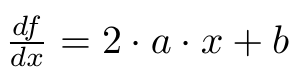 df/dx = 2 · a · x + b